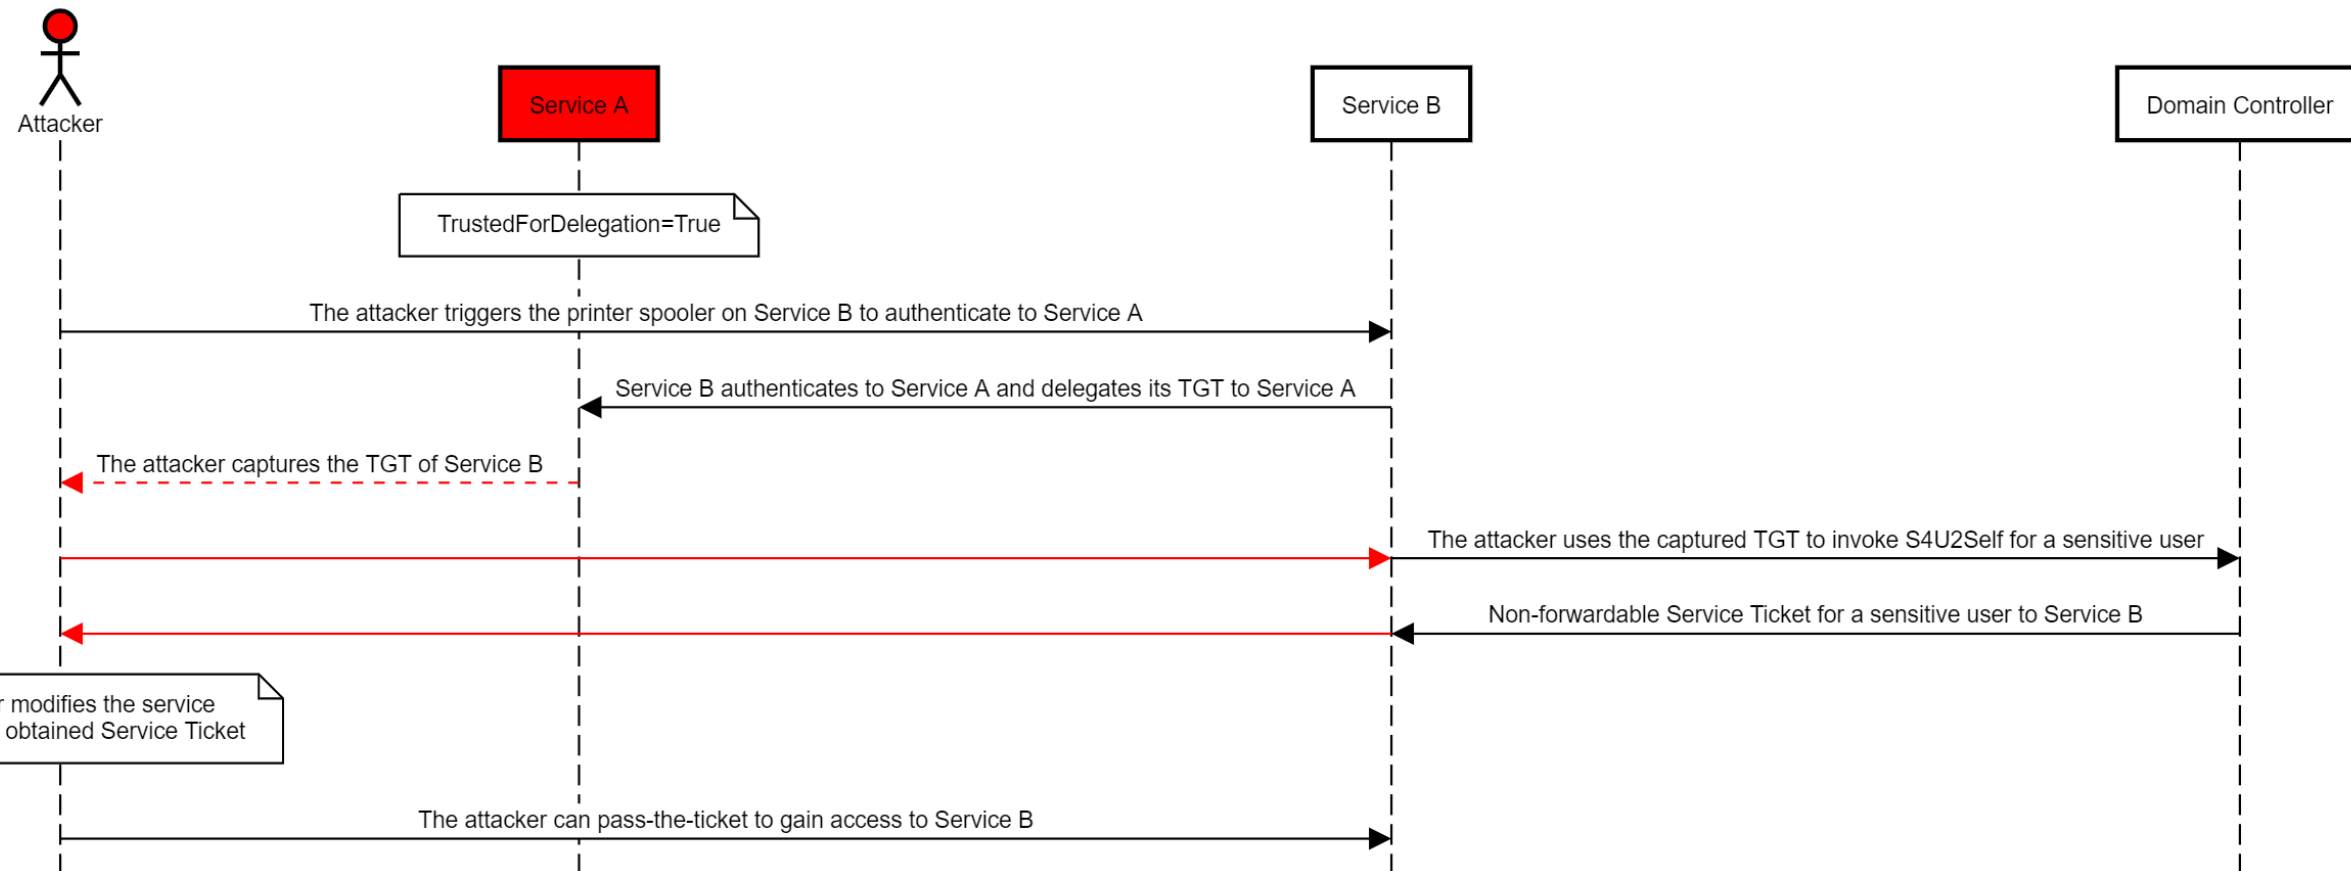 Attacker
Service A
Service B
Domain Controller
TrustedForDelegation=True
The attacker triggers the printer spooler on Service B to authenticate to Service A
Service B authenticates to Service A and delegates its TGT to Service A
The attacker captures the TGT of Service B
The attacker uses the captured TGT to invoke S4U2Self for a sensitive user
Non-forwardable Service Ticket for a sensitive user to Service B
r modifies the service
obtained Service Ticket
The attacker can pass-the-ticket to gain access to Service B